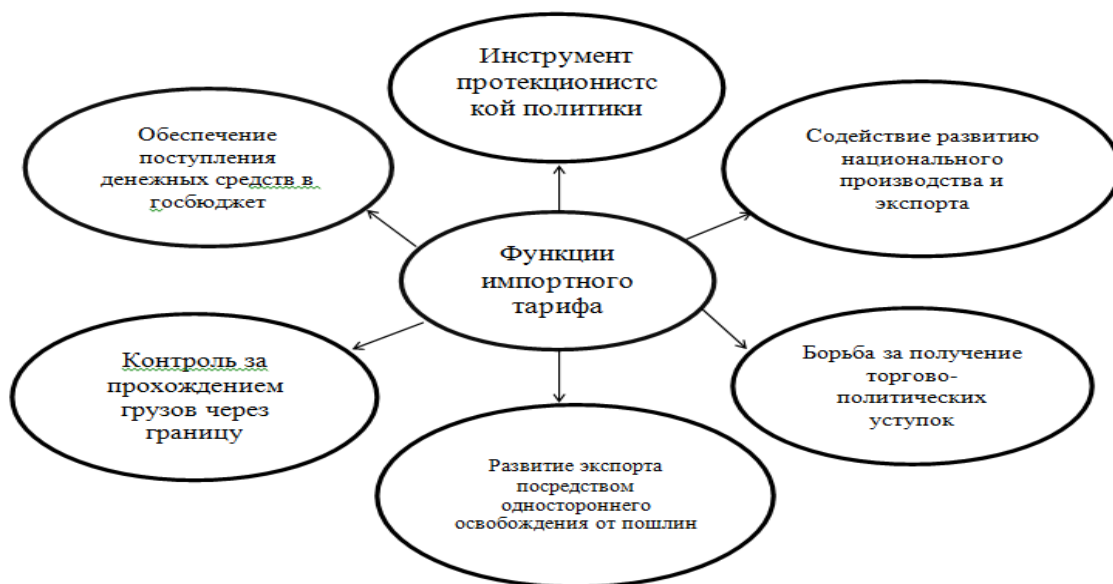 Инструмент
протекционистс
кой политики
Обеспечение
поступления
денежных средств в
госбюджет
Содействие развитию
национального
производства и
экспорта
Функции
импортного
тарифа
Контроль за
прохождением
грузов через
границу
Борьба за получение
торгово-
политических
уступок
Развитие экспорта
посредством
одностороннего
освобождения от пошлин